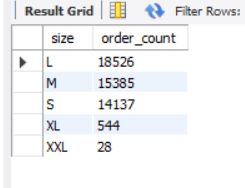 Result Grid Filter Rows:
size order_count
L 18526
M 15385
S 14137
XL 544
XXL 28